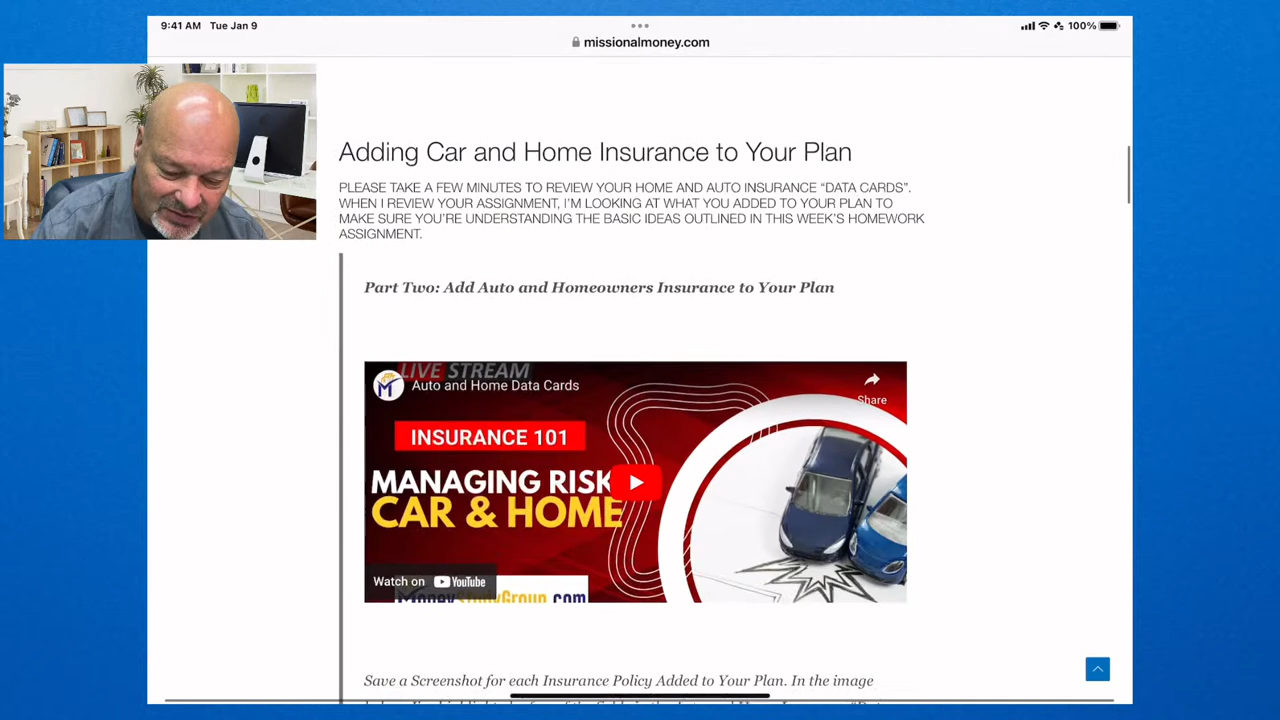 9:41 AM Tue Jan 9
100%
missionalmoney.com
Adding Car and Home Insurance to Your Plan
PLEASE TAKE A FEW MINUTES TO REVIEW YOUR HOME AND AUTO INSURANCE “DATA CARDS”.
WHEN I REVIEW YOUR ASSIGNMENT, I’M LOOKING AT WHAT YOU ADDED TO YOUR PLAN TO
MAKE SURE YOU’RE UNDERSTANDING THE BASIC IDEAS OUTLINED IN THIS WEEK’S HOMEWORK
ASSIGNMENT.
Part Two: Add Auto and Homeowners Insurance to Your Plan
LIVE STREAM
Auto and Home Data Cards
Share
INSURANCE 101
MANAGING RISK
CAR & HOME
Watch on YouTube
MoneyStudyGroup.com
Save a Screenshot for each Insurance Policy Added to Your Plan. In the image